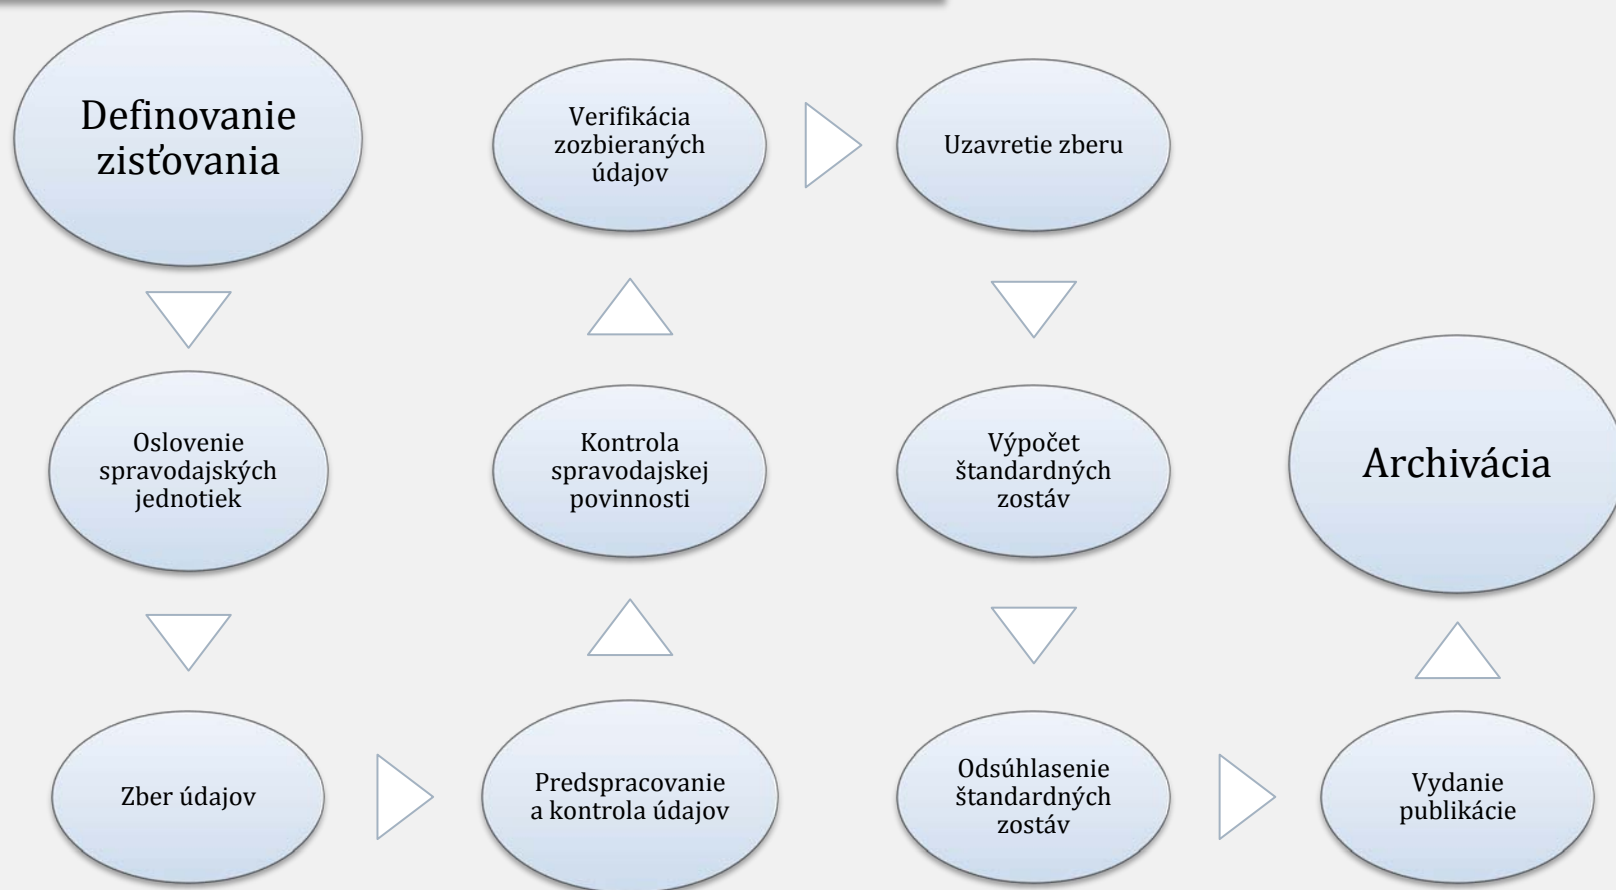 Definovanie
zisťovania
Oslovenie
spravodajských
jednotiek
Zber údajov
Predspracovanie
a kontrola údajov
Kontrola
spravodajskej
povinnosti
Verifikácia
zozbieraných
údajov
Uzavretie zberu
Výpočet
štandardných
zostáv
Odsúhlasenie
štandardných
zostáv
Vydanie
publikácie
Archivácia